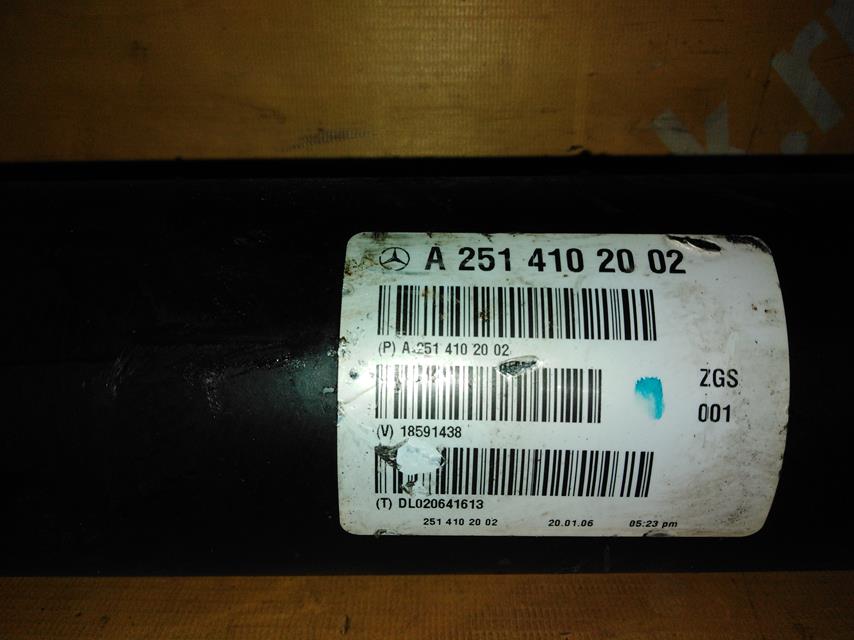 A 251 410 20 02
(P) A 251 410 20 02
ZGS
001
(V) 18591438
(T) DL020641613
251 410 20 02 20.01.06 05:23 pm